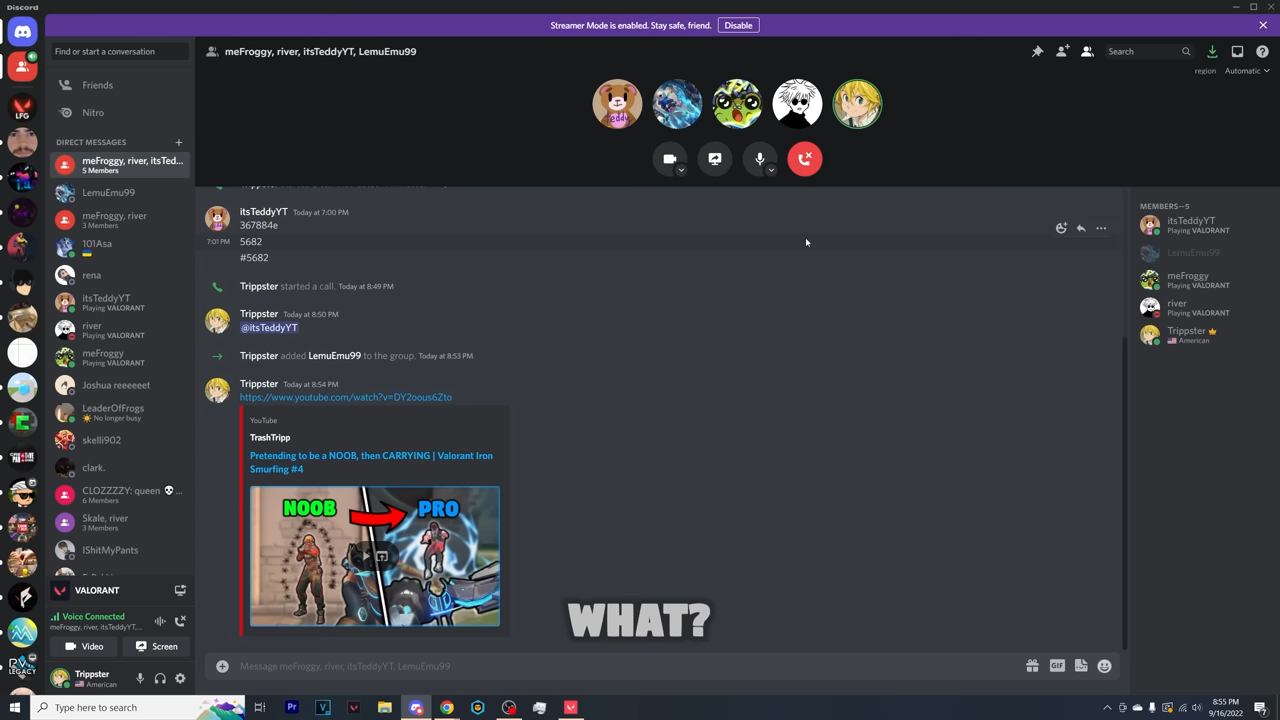 Discord
Streamer Mode is enabled. Stay safe, friend.
Disable
Find or start a conversation
Friends
Nitro
DIRECT MESSAGES
meFroggy, river, itsTed...
5 Members
LemuEmu99
meFroggy, river
3 Members
101Asa
rena
itsTeddyYT
Playing VALORANT
river
Playing VALORANT
meFroggy
Playing VALORANT
Joshua reeeeeet
LeaderOfFrogs
No longer busy
skelli902
clark.
CLOZZZZY: queen 💀 ...
6 Members
Skale, river
3 Members
IShitMyPants
VALORANT
Voice Connected
meFroggy, river, itsTeddyYT,...
Video
Screen
Trippster
American
LFG
LEGACY
meFroggy, river, itsTeddyYT, LemuEmu99
Search
region
Automatic
Teddy
itsTeddyYT Today at 7:00 PM
367884e
7:01 PM 5682
#5682
Trippster started a call. Today at 8:49 PM
Trippster Today at 8:50 PM
@itsTeddyYT
Trippster added LemuEmu99 to the group. Today at 8:53 PM
Trippster Today at 8:54 PM
https://www.youtube.com/watch?v=DY2oous6Zto
YouTube
TrashTripp
Pretending to be a NOOB, then CARRYING | Valorant Iron
Smurfing #4
NOOB
PRO
WHAT?
Message meFroggy, river, itsTeddyYT, LemuEmu99
GIF
MEMBERS—5
itsTeddyYT
Playing VALORANT
LemuEmu99
meFroggy
Playing VALORANT
river
Playing VALORANT
Trippster
American
Type here to search
Pr
V
8:55 PM
9/16/2022